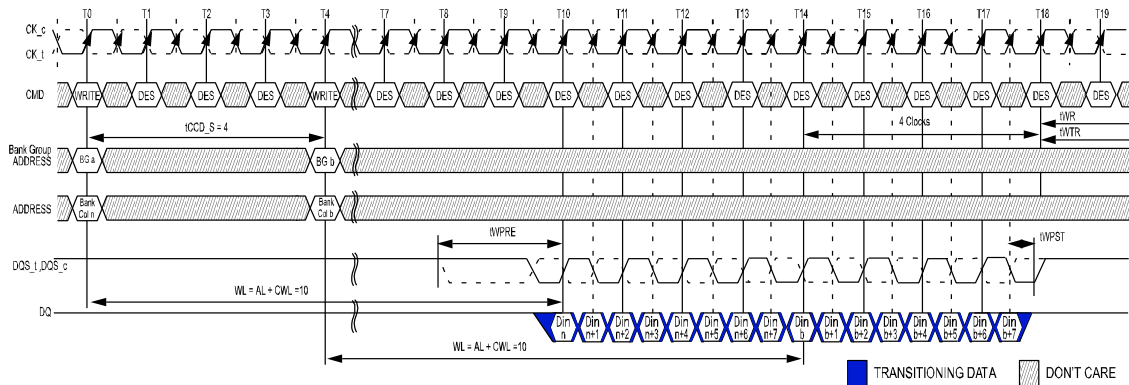 T0 T1 T2 T3 T4 T7 T8 T9 T10 T11 T12 T13 T14 T15 T16 T17 T18 T19
CK_c
CK_t
CMD WRITE DES DES DES WRITE DES DES DES DES DES DES DES DES DES DES DES DES DES
tCCD_S = 4
4 Clocks
tWR
tWTR
Bank Group
ADDRESS
BG a
BG b
ADDRESS
Bank
Col n
Bank
Col b
tWPRE
tWPST
DQS_t ,DQS_c
WL = AL + CWL =10
DQ
Din n
Din n+1
Din n+2
Din n+3
Din n+4
Din n+5
Din n+6
Din n+7
Din b
Din b+1
Din b+2
Din b+3
Din b+4
Din b+5
Din b+6
Din b+7
WL = AL + CWL =10
TRANSITIONING DATA
DON'T CARE